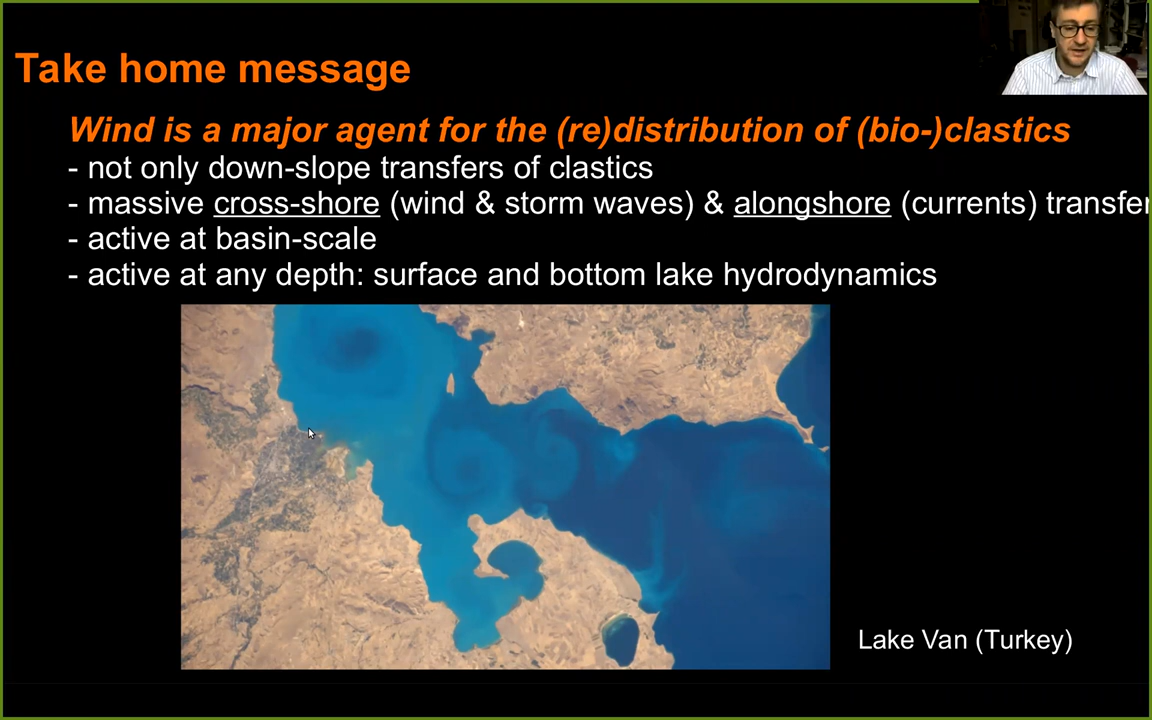 Take home message
Wind is a major agent for the (re)distribution of (bio-)clastics
- not only down-slope transfers of clastics
- massive cross-shore (wind & storm waves) & alongshore (currents) transfer
- active at basin-scale
- active at any depth: surface and bottom lake hydrodynamics
Lake Van (Turkey)